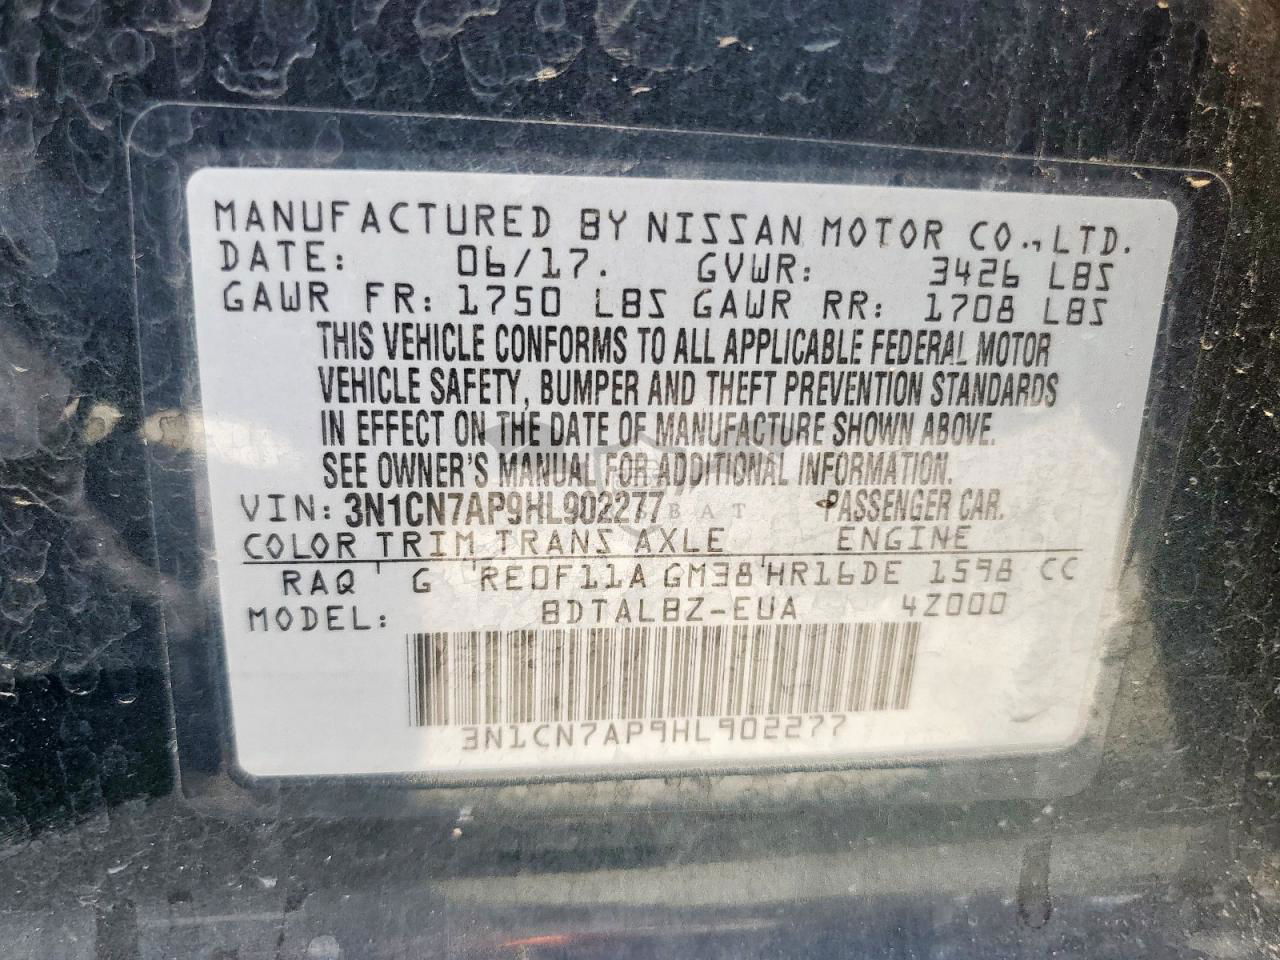 MANUFACTURED BY NISSAN MOTOR CO., LTD.
DATE: 06/17. GVWR: 3426 LBS
GAWR FR: 1750 LBS GAWR RR: 1708 LBS
THIS VEHICLE CONFORMS TO ALL APPLICABLE FEDERAL MOTOR
VEHICLE SAFETY, BUMPER AND THEFT PREVENTION STANDARDS
IN EFFECT ON THE DATE OF MANUFACTURE SHOWN ABOVE.
SEE OWNER'S MANUAL FOR ADDITIONAL INFORMATION.
VIN: 3N1CN7AP9HL902277 PASSENGER CAR.
COLOR TRIM TRANS AXLE ENGINE
RAQ G RE0F11A GM38 HR16DE 1598 CC
MODEL: BDTALBZ-EUA 4Z000
3N1CN7AP9HL902277